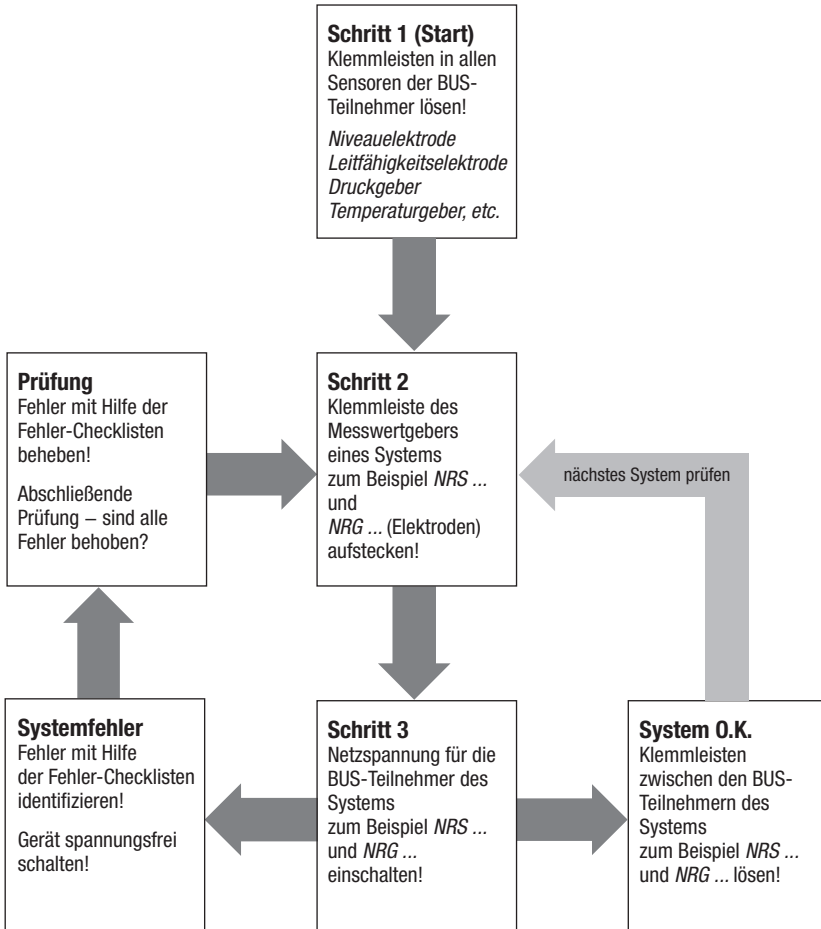 Schritt 1 (Start)
Klemmleisten in allen
Sensoren der BUS-
Teilnehmer lösen!
Niveauelektrode
Leitfähigkeitselektrode
Druckgeber
Temperaturgeber, etc.
Prüfung
Fehler mit Hilfe der
Fehler-Checklisten
beheben!
Abschließende
Prüfung – sind alle
Fehler behoben?
Schritt 2
Klemmleiste des
Messwertgebers
eines Systems
zum Beispiel NRS ...
und
NRG ... (Elektroden)
aufstecken!
nächstes System prüfen
Systemfehler
Fehler mit Hilfe
der Fehler-Checklisten
identifizieren!
Gerät spannungsfrei
schalten!
Schritt 3
Netzspannung für die
BUS-Teilnehmer des
Systems
zum Beispiel NRS ...
und NRG ...
einschalten!
System O.K.
Klemmleisten
zwischen den BUS-
Teilnehmern des
Systems
zum Beispiel NRS ...
und NRG ... lösen!